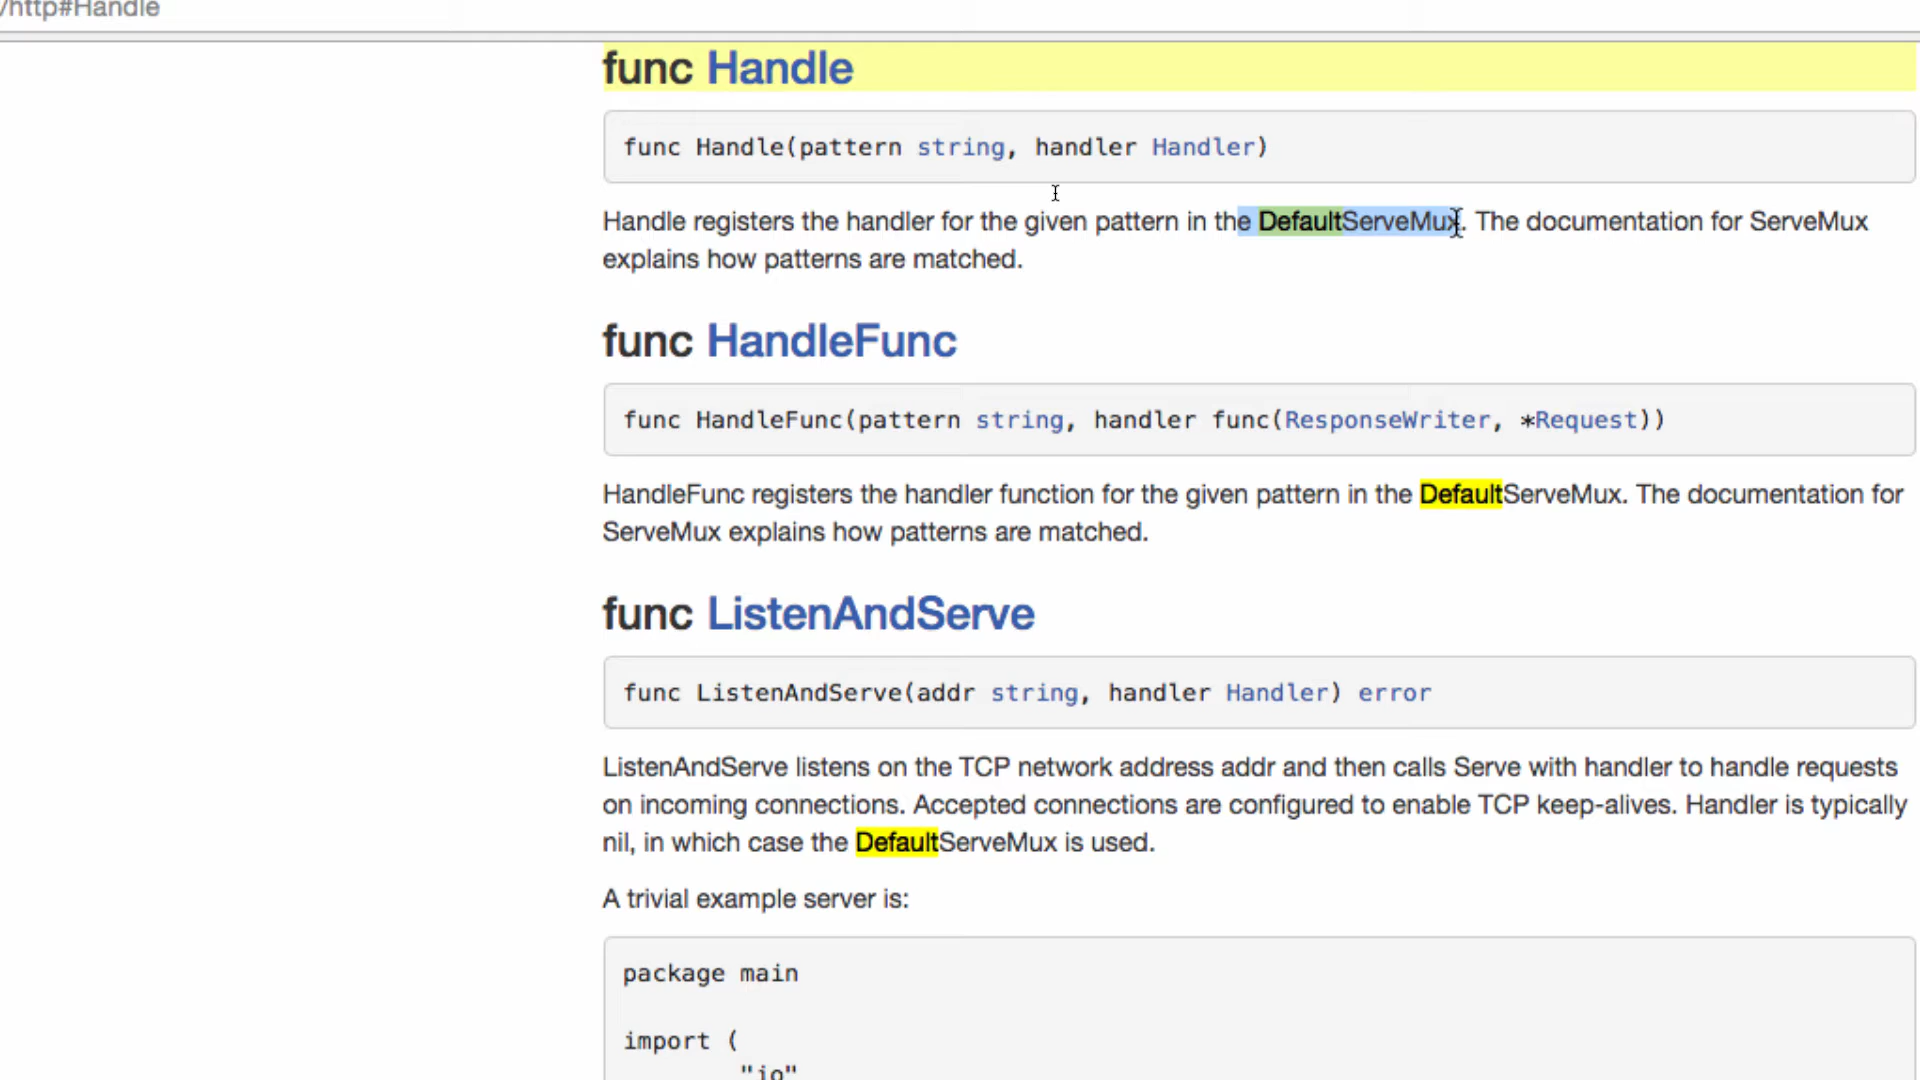 /http#Handle
func Handle
func Handle(pattern string, handler Handler)
Handle registers the handler for the given pattern in the DefaultServeMux. The documentation for ServeMux
explains how patterns are matched.
func HandleFunc
func HandleFunc(pattern string, handler func(ResponseWriter, *Request))
HandleFunc registers the handler function for the given pattern in the DefaultServeMux. The documentation for
ServeMux explains how patterns are matched.
func ListenAndServe
func ListenAndServe(addr string, handler Handler) error
ListenAndServe listens on the TCP network address addr and then calls Serve with handler to handle requests
on incoming connections. Accepted connections are configured to enable TCP keep-alives. Handler is typically
nil, in which case the DefaultServeMux is used.
A trivial example server is:
package main
import (
"io"